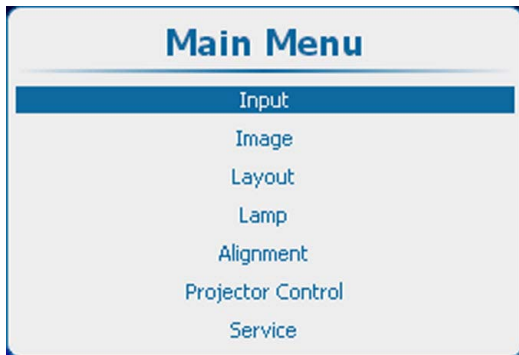 Main Menu
Input
Image
Layout
Lamp
Alignment
Projector Control
Service